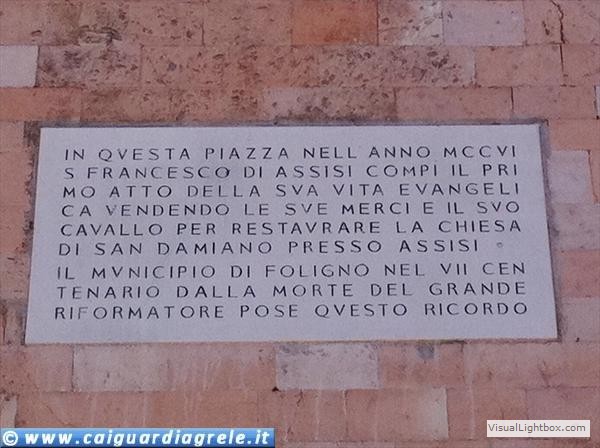 IN QVESTA PIAZZA NELL ANNO MCCVI
S FRANCESCO DI ASSISI COMPI IL PRI
MO ATTO DELLA SVA VITA EVANGELI
CA VENDENDO LE SVE MERCI E IL SVO
CAVALLO PER RESTAVRARE LA CHIESA
DI SAN DAMIANO PRESSO ASSISI
IL MVNICIPIO DI FOLIGNO NEL VII CEN
TENARIO DALLA MORTE DEL GRANDE
RIFORMATORE POSE QVESTO RICORDO
www.caiguardiagrele.it
VisualLightbox.com